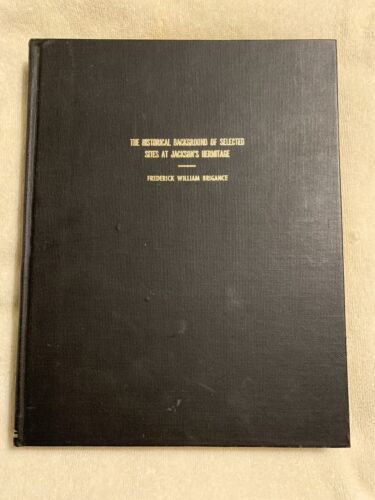 THE HISTORICAL BACKGROUND OF SELECTED
SITES AT JACKSON'S HERMITAGE
FREDERICK WILLIAM BRIGANCE